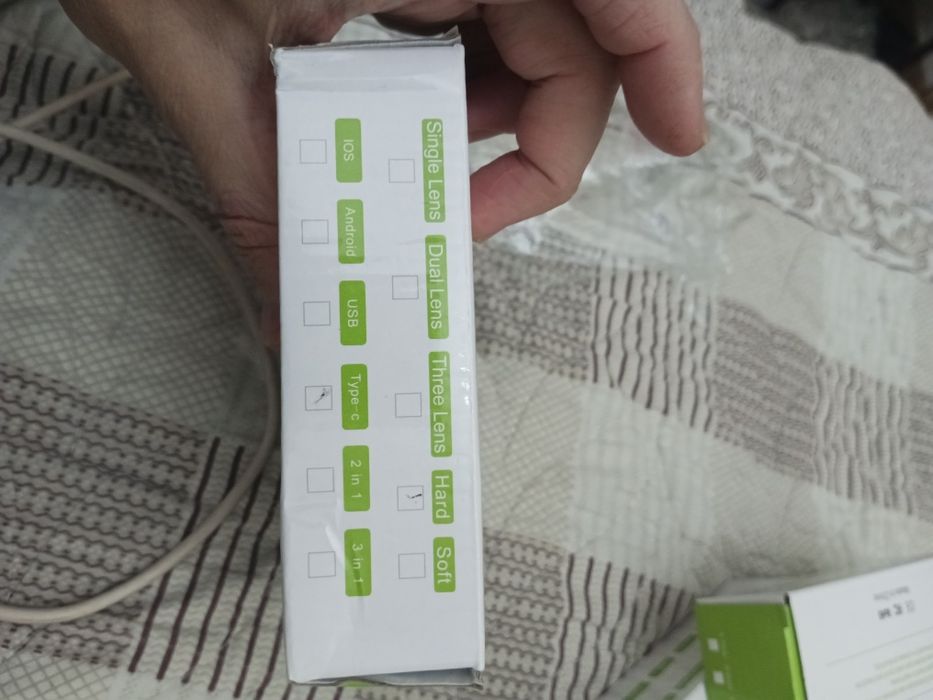 Single Lens Dual Lens Three Lens Hard Soft
IOS Android USB Type-c 2 in 1 3 in 1